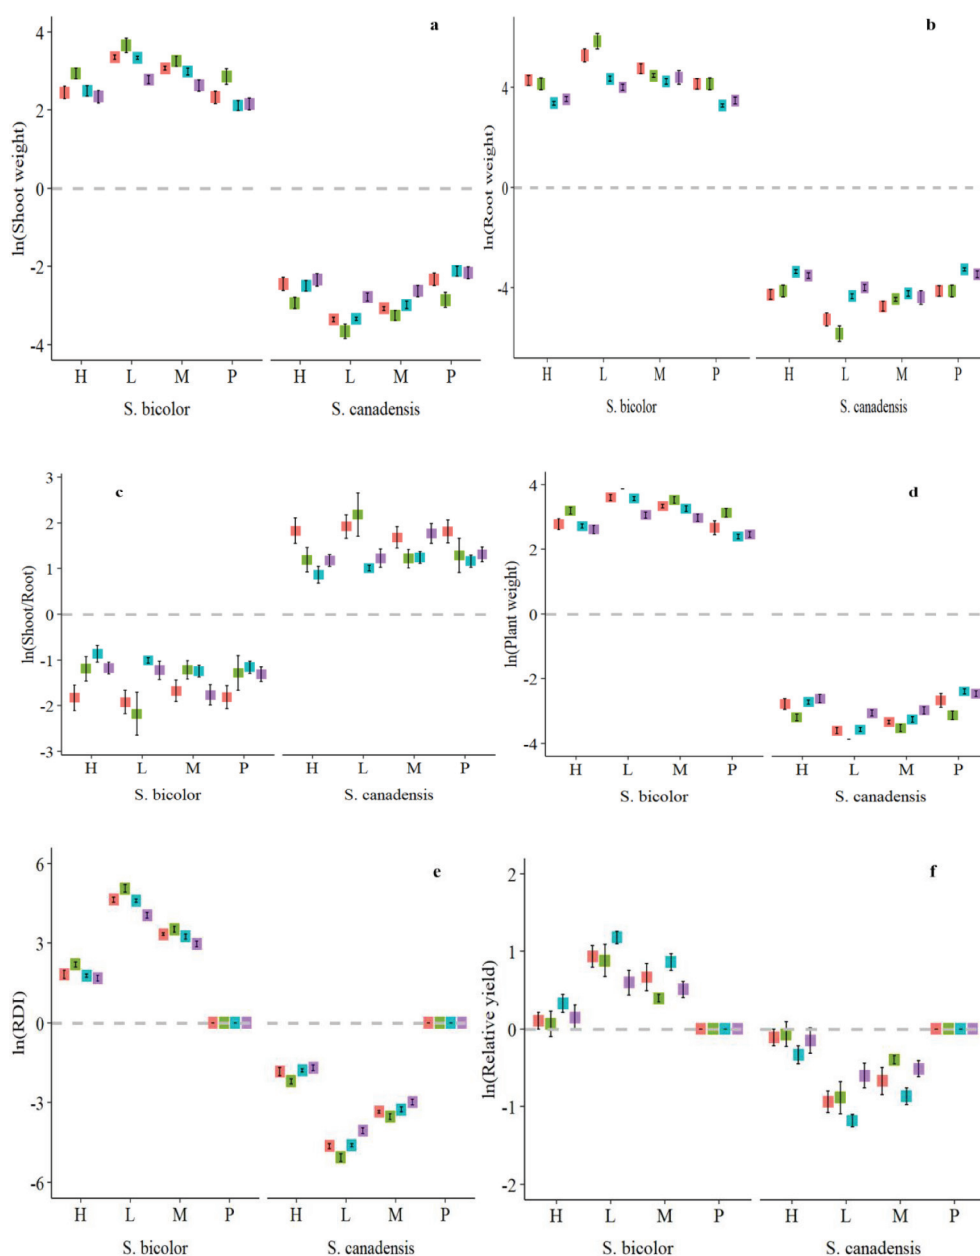 a
ln(Shoot weight)
4
2
0
-2
-4
H L M P H L M P
S. bicolor S. canadensis
b
ln(Root weight)
4
0
-4
H L M P H L M P
S. bicolor S. canadensis
c
ln(Shoot/Root)
3
2
1
0
-1
-2
-3
H L M P H L M P
S. bicolor S. canadensis
d
ln(Plant weight)
4
2
0
-2
-4
H L M P H L M P
S. bicolor S. canadensis
e
ln(RDI)
6
3
0
-3
-6
H L M P H L M P
S. bicolor S. canadensis
f
ln(Relative yield)
2
1
0
-1
-2
H L M P H L M P
S. bicolor S. canadensis